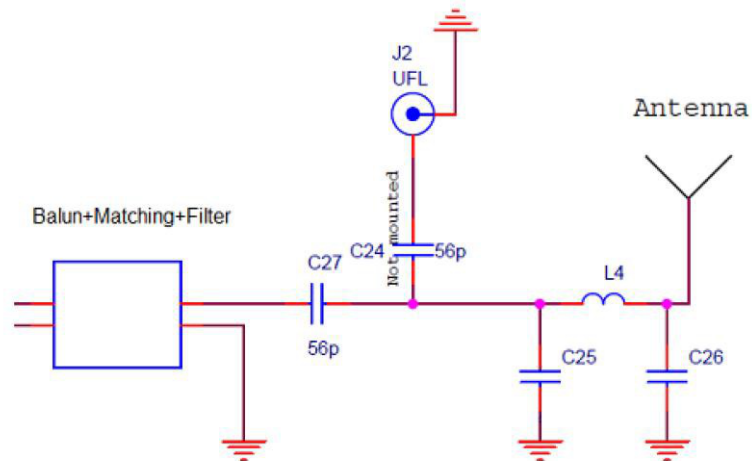 J2
UFL
Antenna
Balun+Matching+Filter
Not mounted
C24
56p
C27
56p
L4
C25
C26